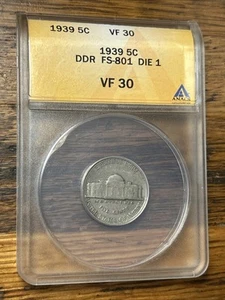 1939 5C VF 30
1939 5C
DDR FS-801 DIE 1
VF 30
ANACS